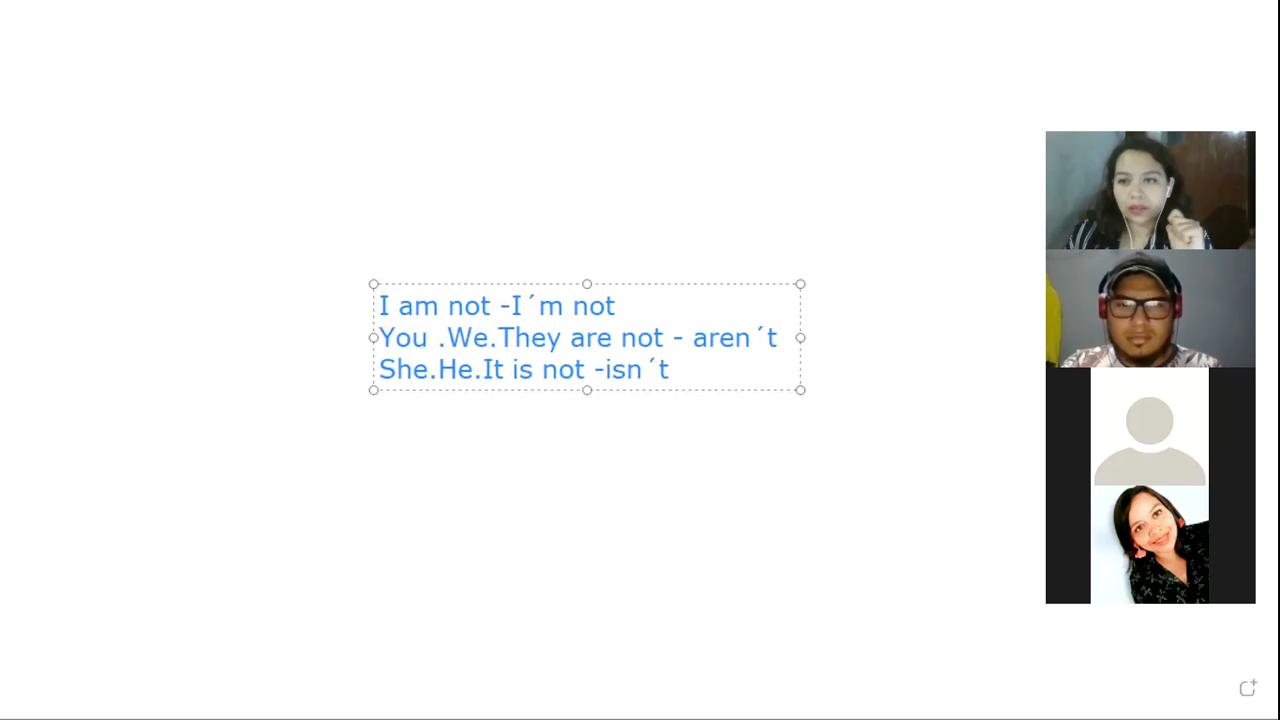 I am not -I´m not
You .We.They are not - aren´t
She.He.It is not -isn´t